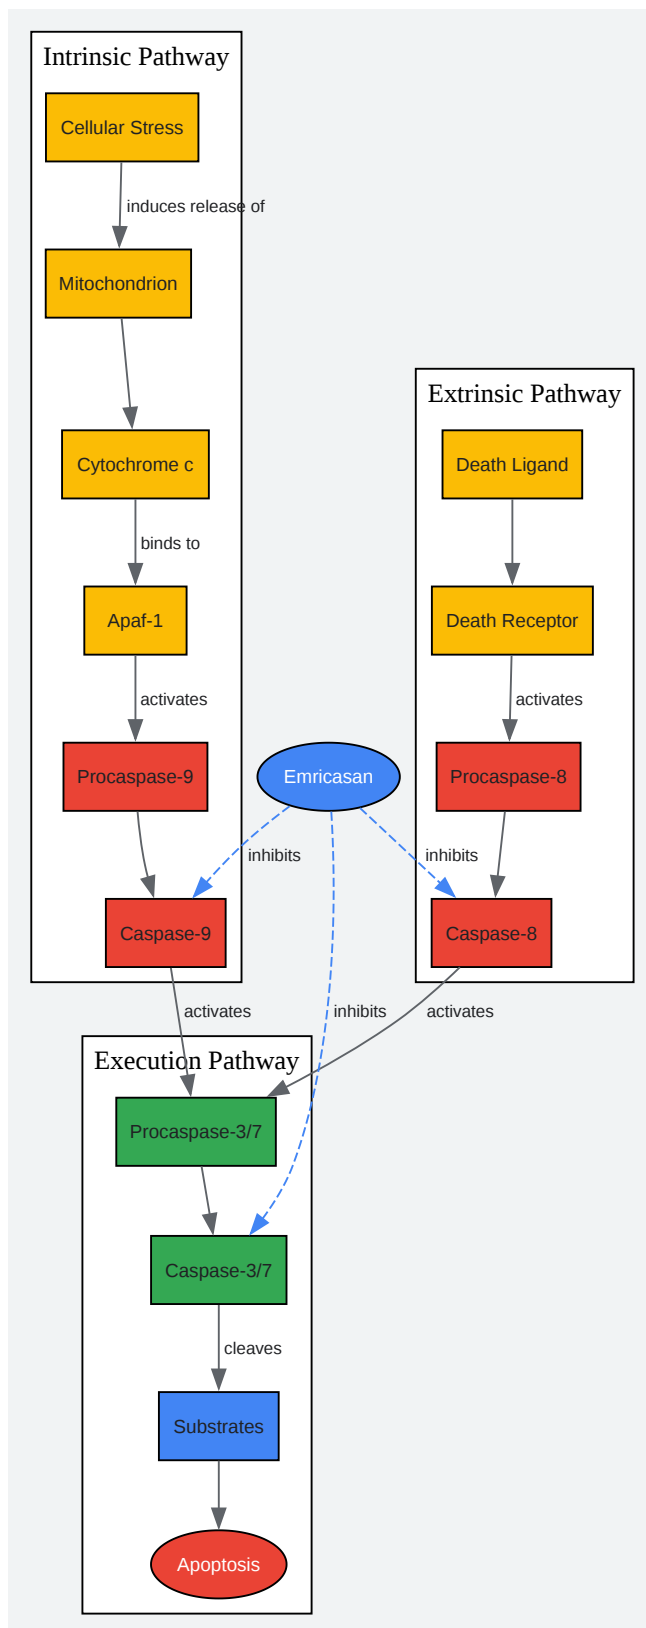 Intrinsic Pathway
Cellular Stress
induces release of
Mitochondrion
Cytochrome c
binds to
Apaf-1
activates
Procaspase-9
Caspase-9
Extrinsic Pathway
Death Ligand
Death Receptor
activates
Procaspase-8
Caspase-8
Emricasan
inhibits
inhibits
inhibits
activates
activates
Execution Pathway
Procaspase-3/7
Caspase-3/7
cleaves
Substrates
Apoptosis